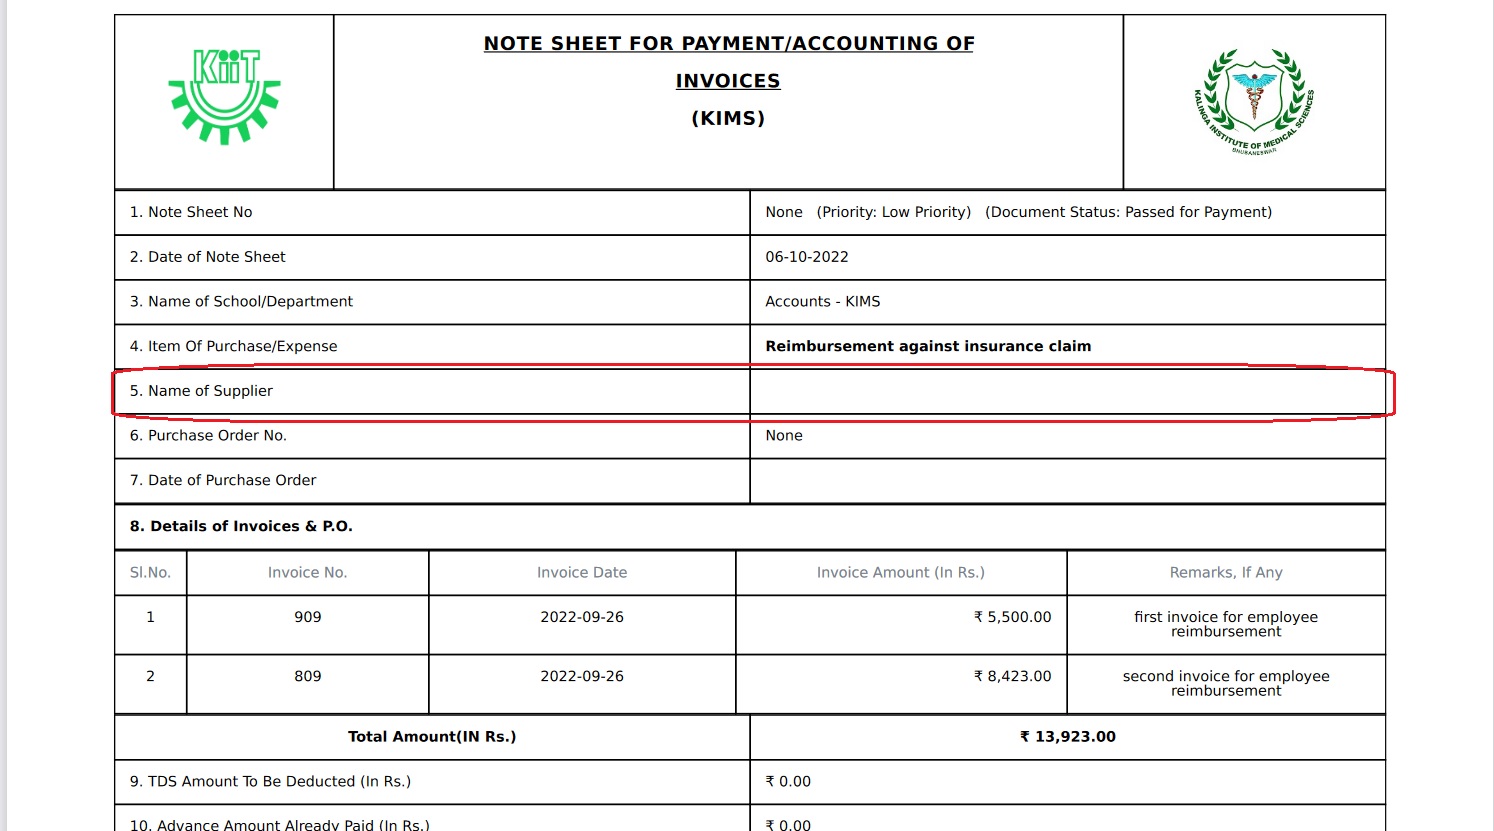 KiiT
NOTE SHEET FOR PAYMENT/ACCOUNTING OF
INVOICES
(KIMS)
KALINGA INSTITUTE OF MEDICAL SCIENCES
BHUBANESWAR
1. Note Sheet No None (Priority: Low Priority) (Document Status: Passed for Payment)
2. Date of Note Sheet 06-10-2022
3. Name of School/Department Accounts - KIMS
4. Item Of Purchase/Expense Reimbursement against insurance claim
5. Name of Supplier
6. Purchase Order No. None
7. Date of Purchase Order
8. Details of Invoices & P.O.
Sl.No. Invoice No. Invoice Date Invoice Amount (In Rs.) Remarks, If Any
1 909 2022-09-26 ₹ 5,500.00 first invoice for employee
reimbursement
2 809 2022-09-26 ₹ 8,423.00 second invoice for employee
reimbursement
Total Amount(IN Rs.) ₹ 13,923.00
9. TDS Amount To Be Deducted (In Rs.) ₹ 0.00
10. Advance Amount Already Paid (In Rs.) ₹ 0.00